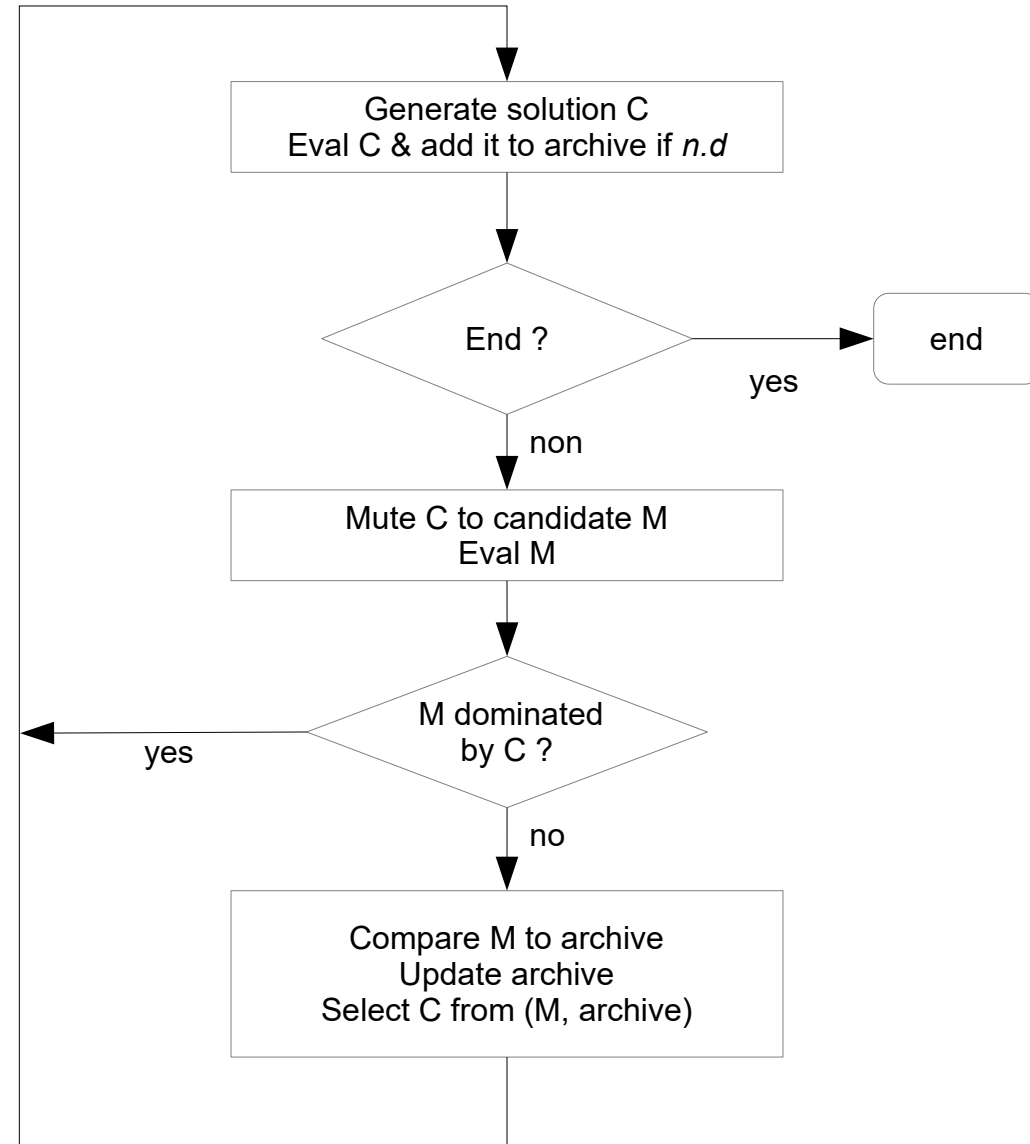 Generate solution C
Eval C & add it to archive if n.d
End ?
end
yes
non
Mute C to candidate M
Eval M
M dominated
by C ?
yes
no
Compare M to archive
Update archive
Select C from (M, archive)